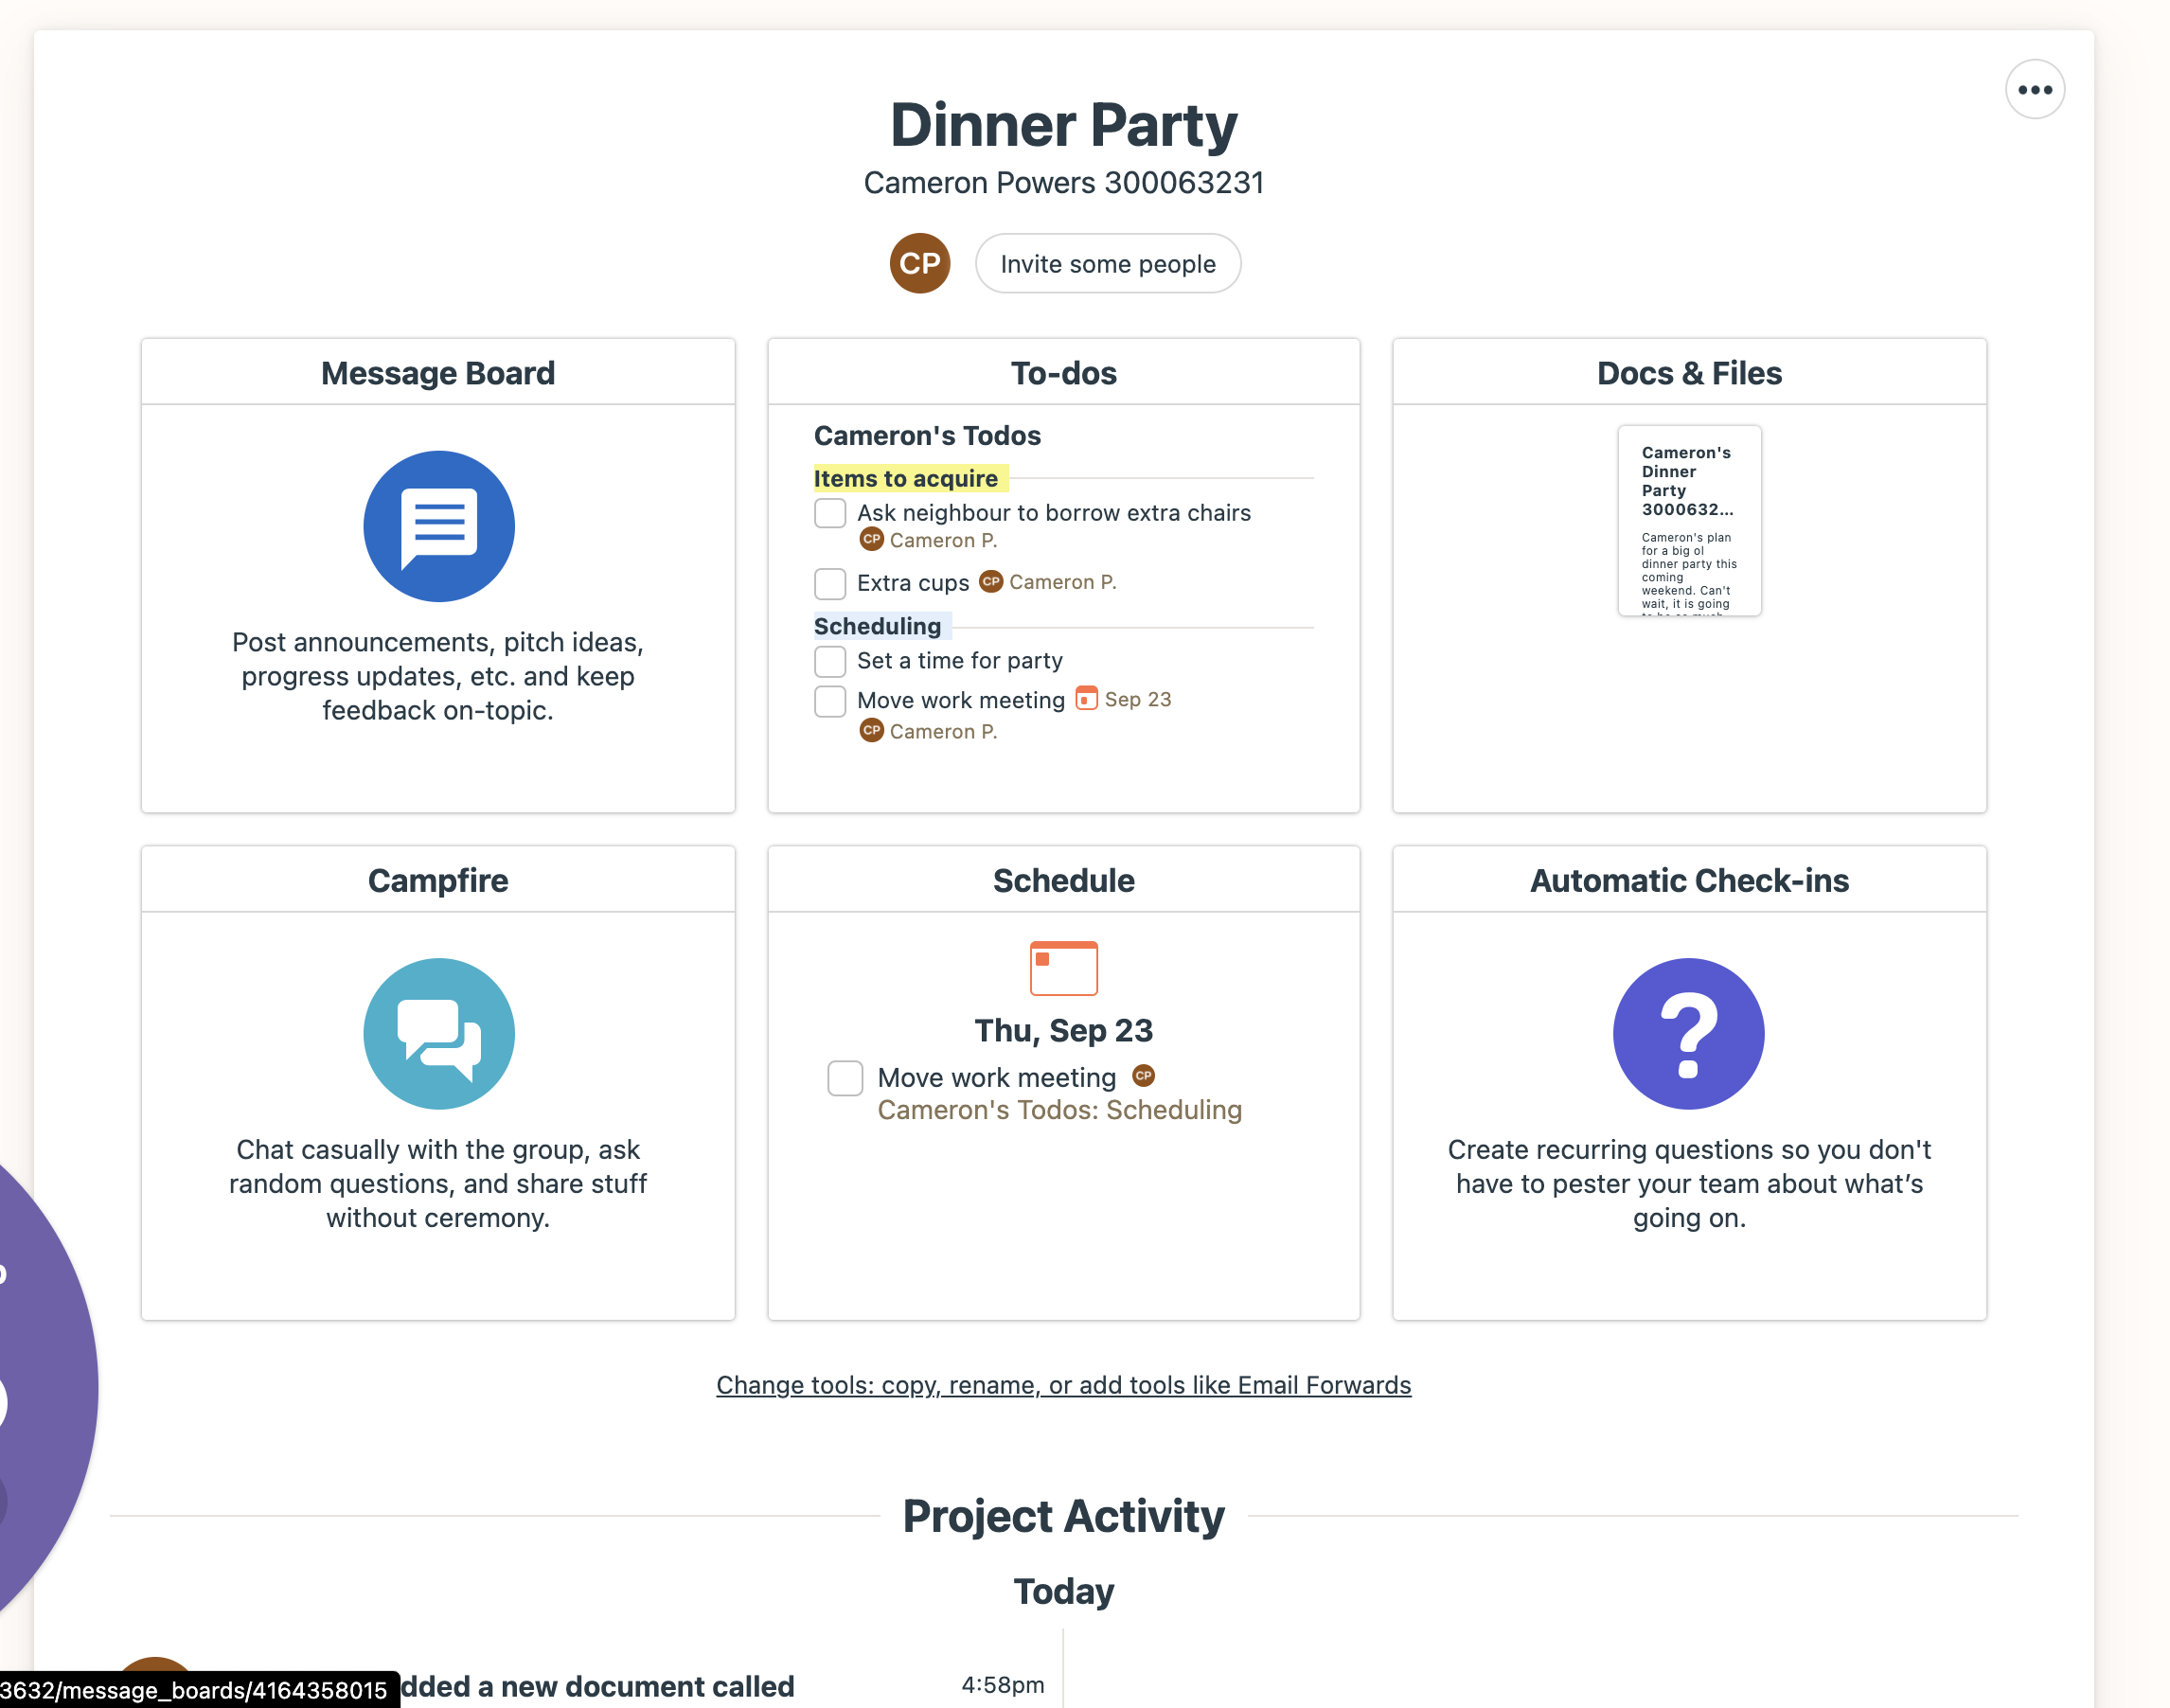 Dinner Party
Cameron Powers 300063231
CP
Invite some people
Message Board
Post announcements, pitch ideas,
progress updates, etc. and keep
feedback on-topic.
To-dos
Cameron's Todos
Items to acquire
Ask neighbour to borrow extra chairs
CP Cameron P.
Extra cups CP Cameron P.
Scheduling
Set a time for party
Move work meeting Sep 23
CP Cameron P.
Docs & Files
Cameron's
Dinner
Party
3000632...
Cameron's plan
for a big ol
dinner party this
coming
weekend. Can't
wait, it is going
Campfire
Chat casually with the group, ask
random questions, and share stuff
without ceremony.
Schedule
Thu, Sep 23
Move work meeting CP
Cameron's Todos: Scheduling
Automatic Check-ins
?
Create recurring questions so you don't
have to pester your team about what’s
going on.
Change tools: copy, rename, or add tools like Email Forwards
Project Activity
Today
dded a new document called
4:58pm
3632/message_boards/4164358015